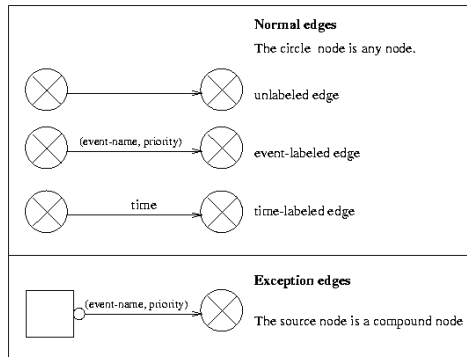 Normal edges
The circle node is any node.
unlabeled edge
(event-name, priority)
event-labeled edge
time
time-labeled edge
Exception edges
(event-name, priority)
The source node is a compound node